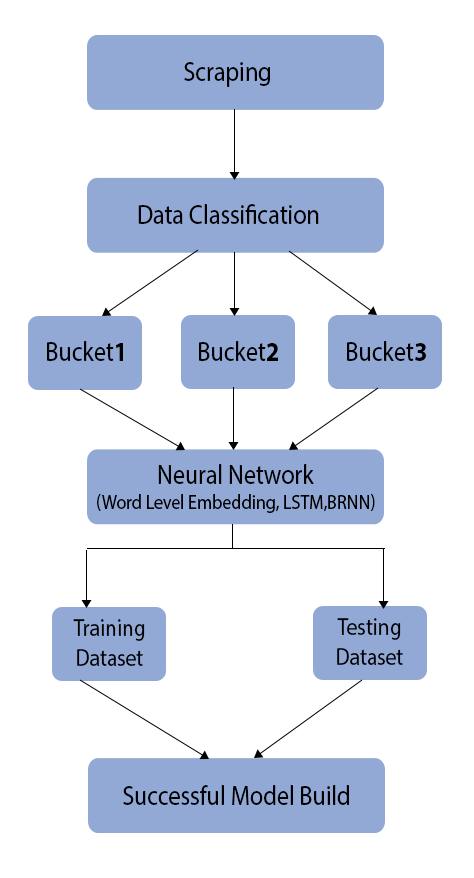 Scraping
Data Classification
Bucket1
Bucket2
Bucket3
Neural Network
(Word Level Embedding, LSTM,BRNN)
Training
Dataset
Testing
Dataset
Successful Model Build